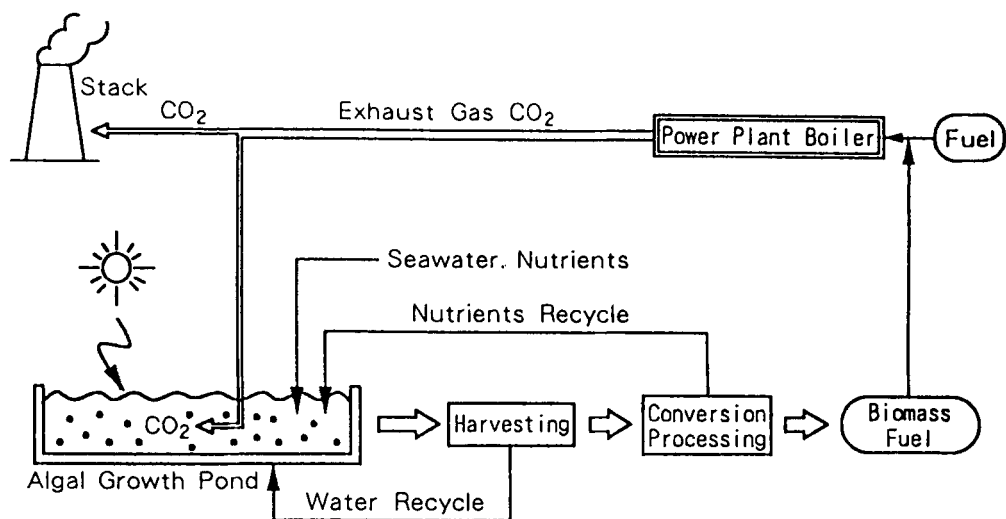 Stack
CO₂
Exhaust Gas CO₂
Power Plant Boiler
Fuel
Seawater. Nutrients
Nutrients Recycle
CO₂
Harvesting
Conversion
Processing
Biomass
Fuel
Algal Growth Pond
Water Recycle